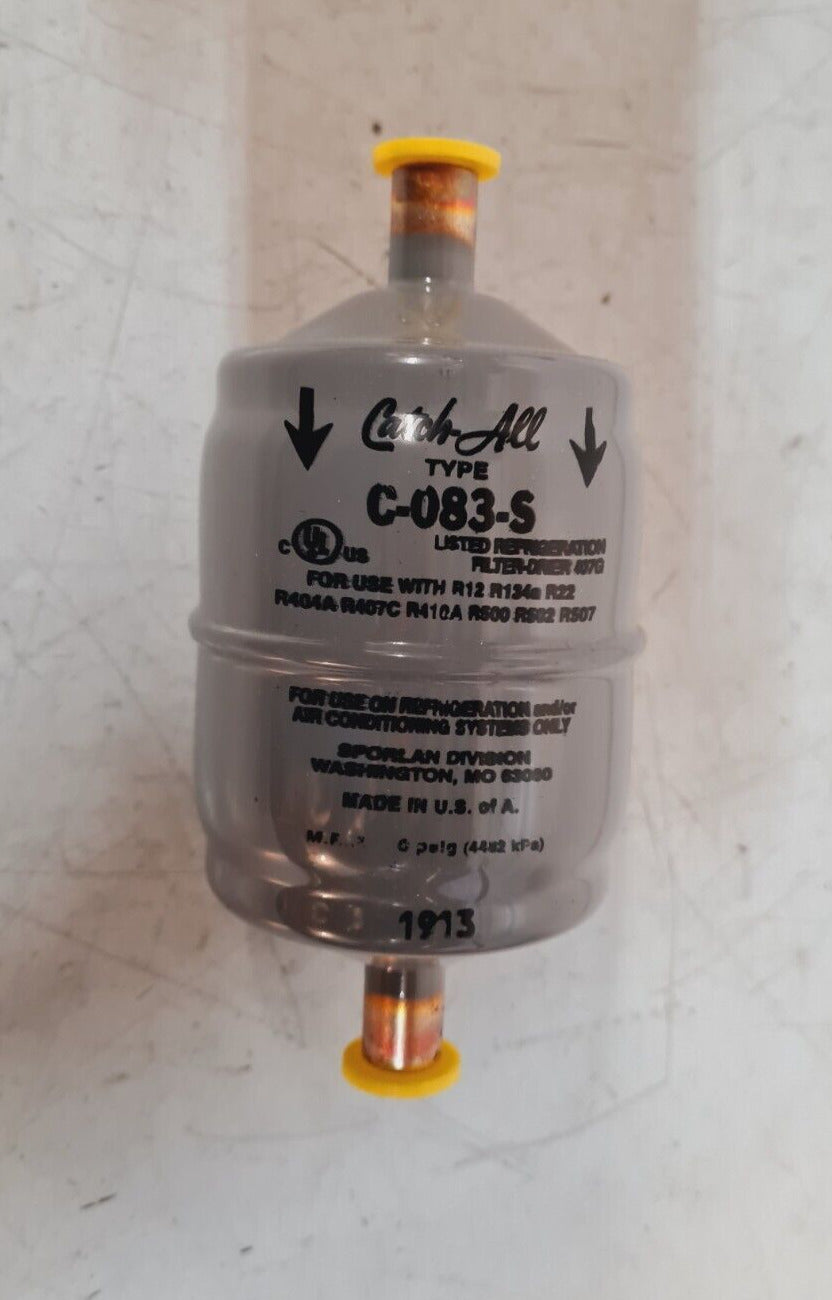 Catch-All
TYPE
C-083-S
C UL US
LISTED REFRIGERATION
FILTER-DRIER
FOR USE WITH R12 R134a R22
R404A R407C R410A R500 R502 R507
FOR USE ON REFRIGERATION and/or
AIR CONDITIONING SYSTEMS ONLY
SPORLAN DIVISION
WASHINGTON, MO 63090
MADE IN U.S. of A.
psig (4482 kPa)
1913